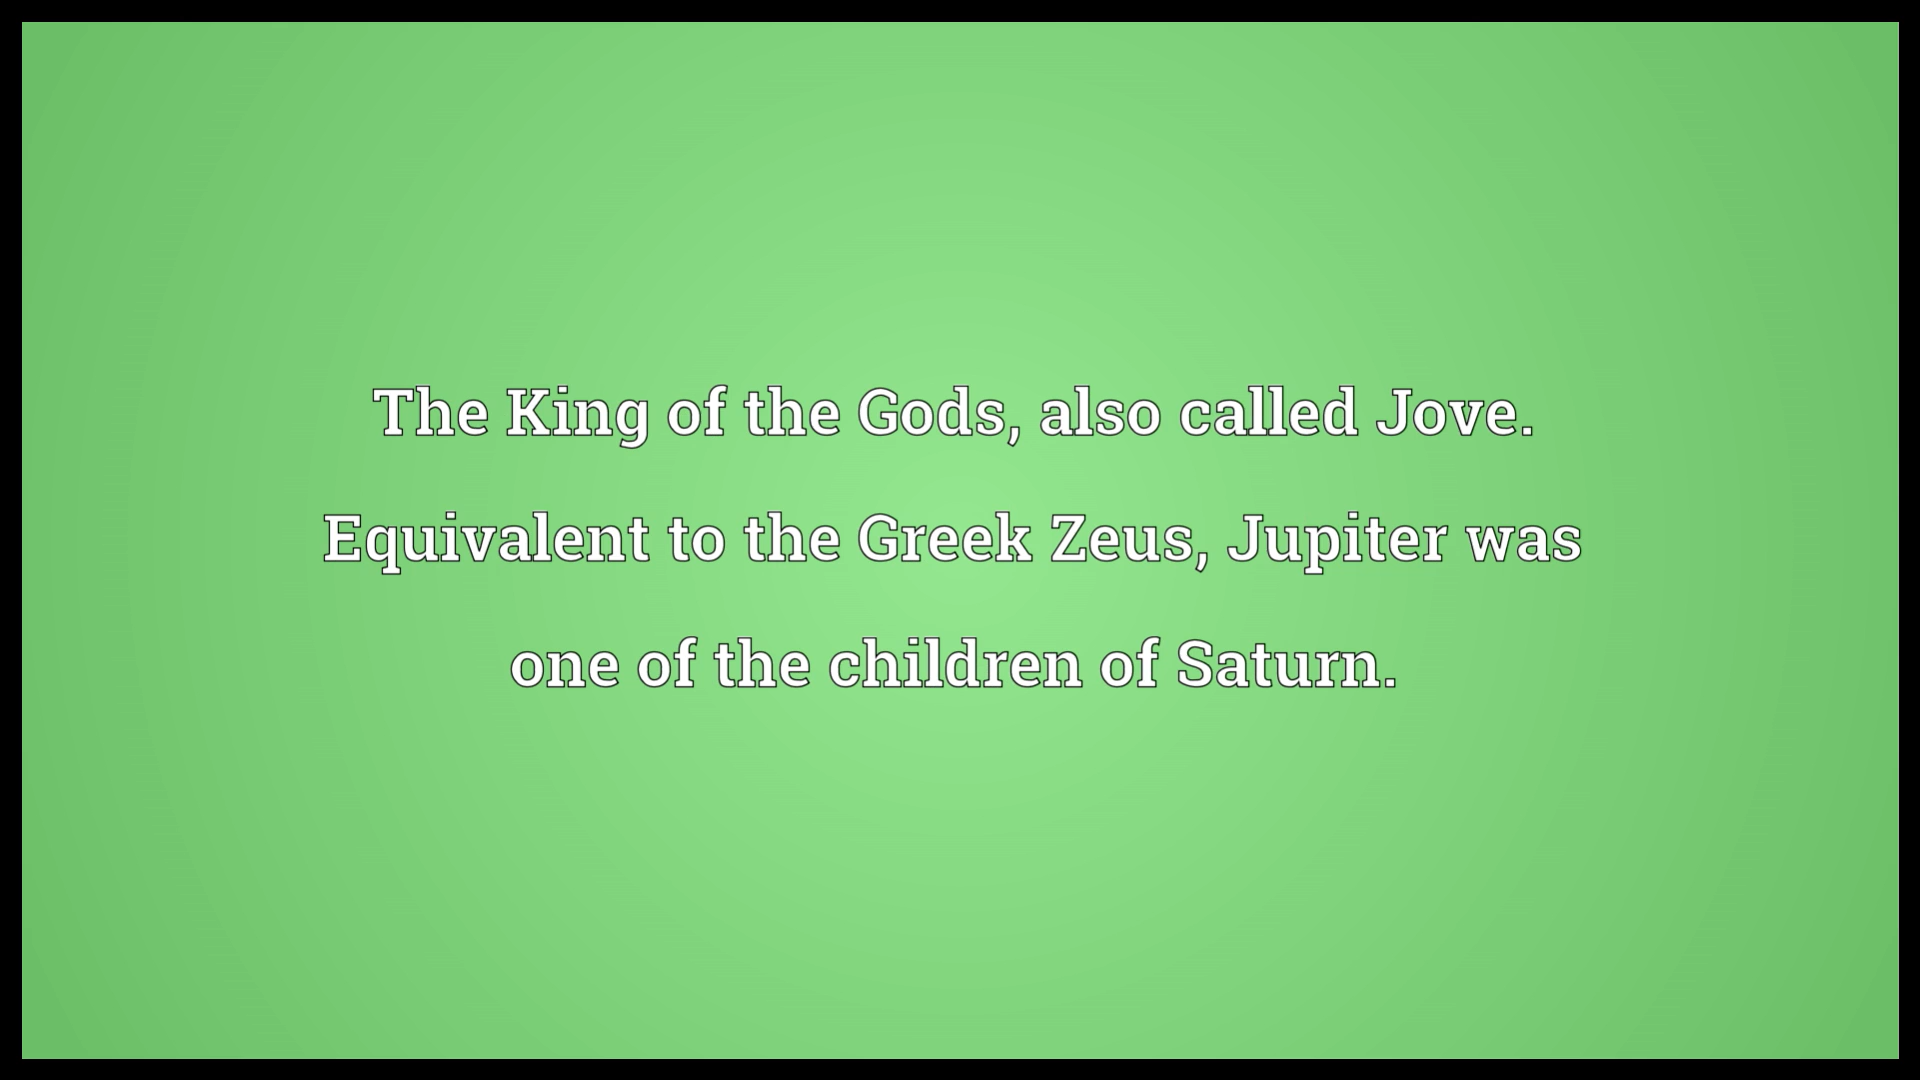 The King of the Gods, also called Jove.
Equivalent to the Greek Zeus, Jupiter was
one of the children of Saturn.